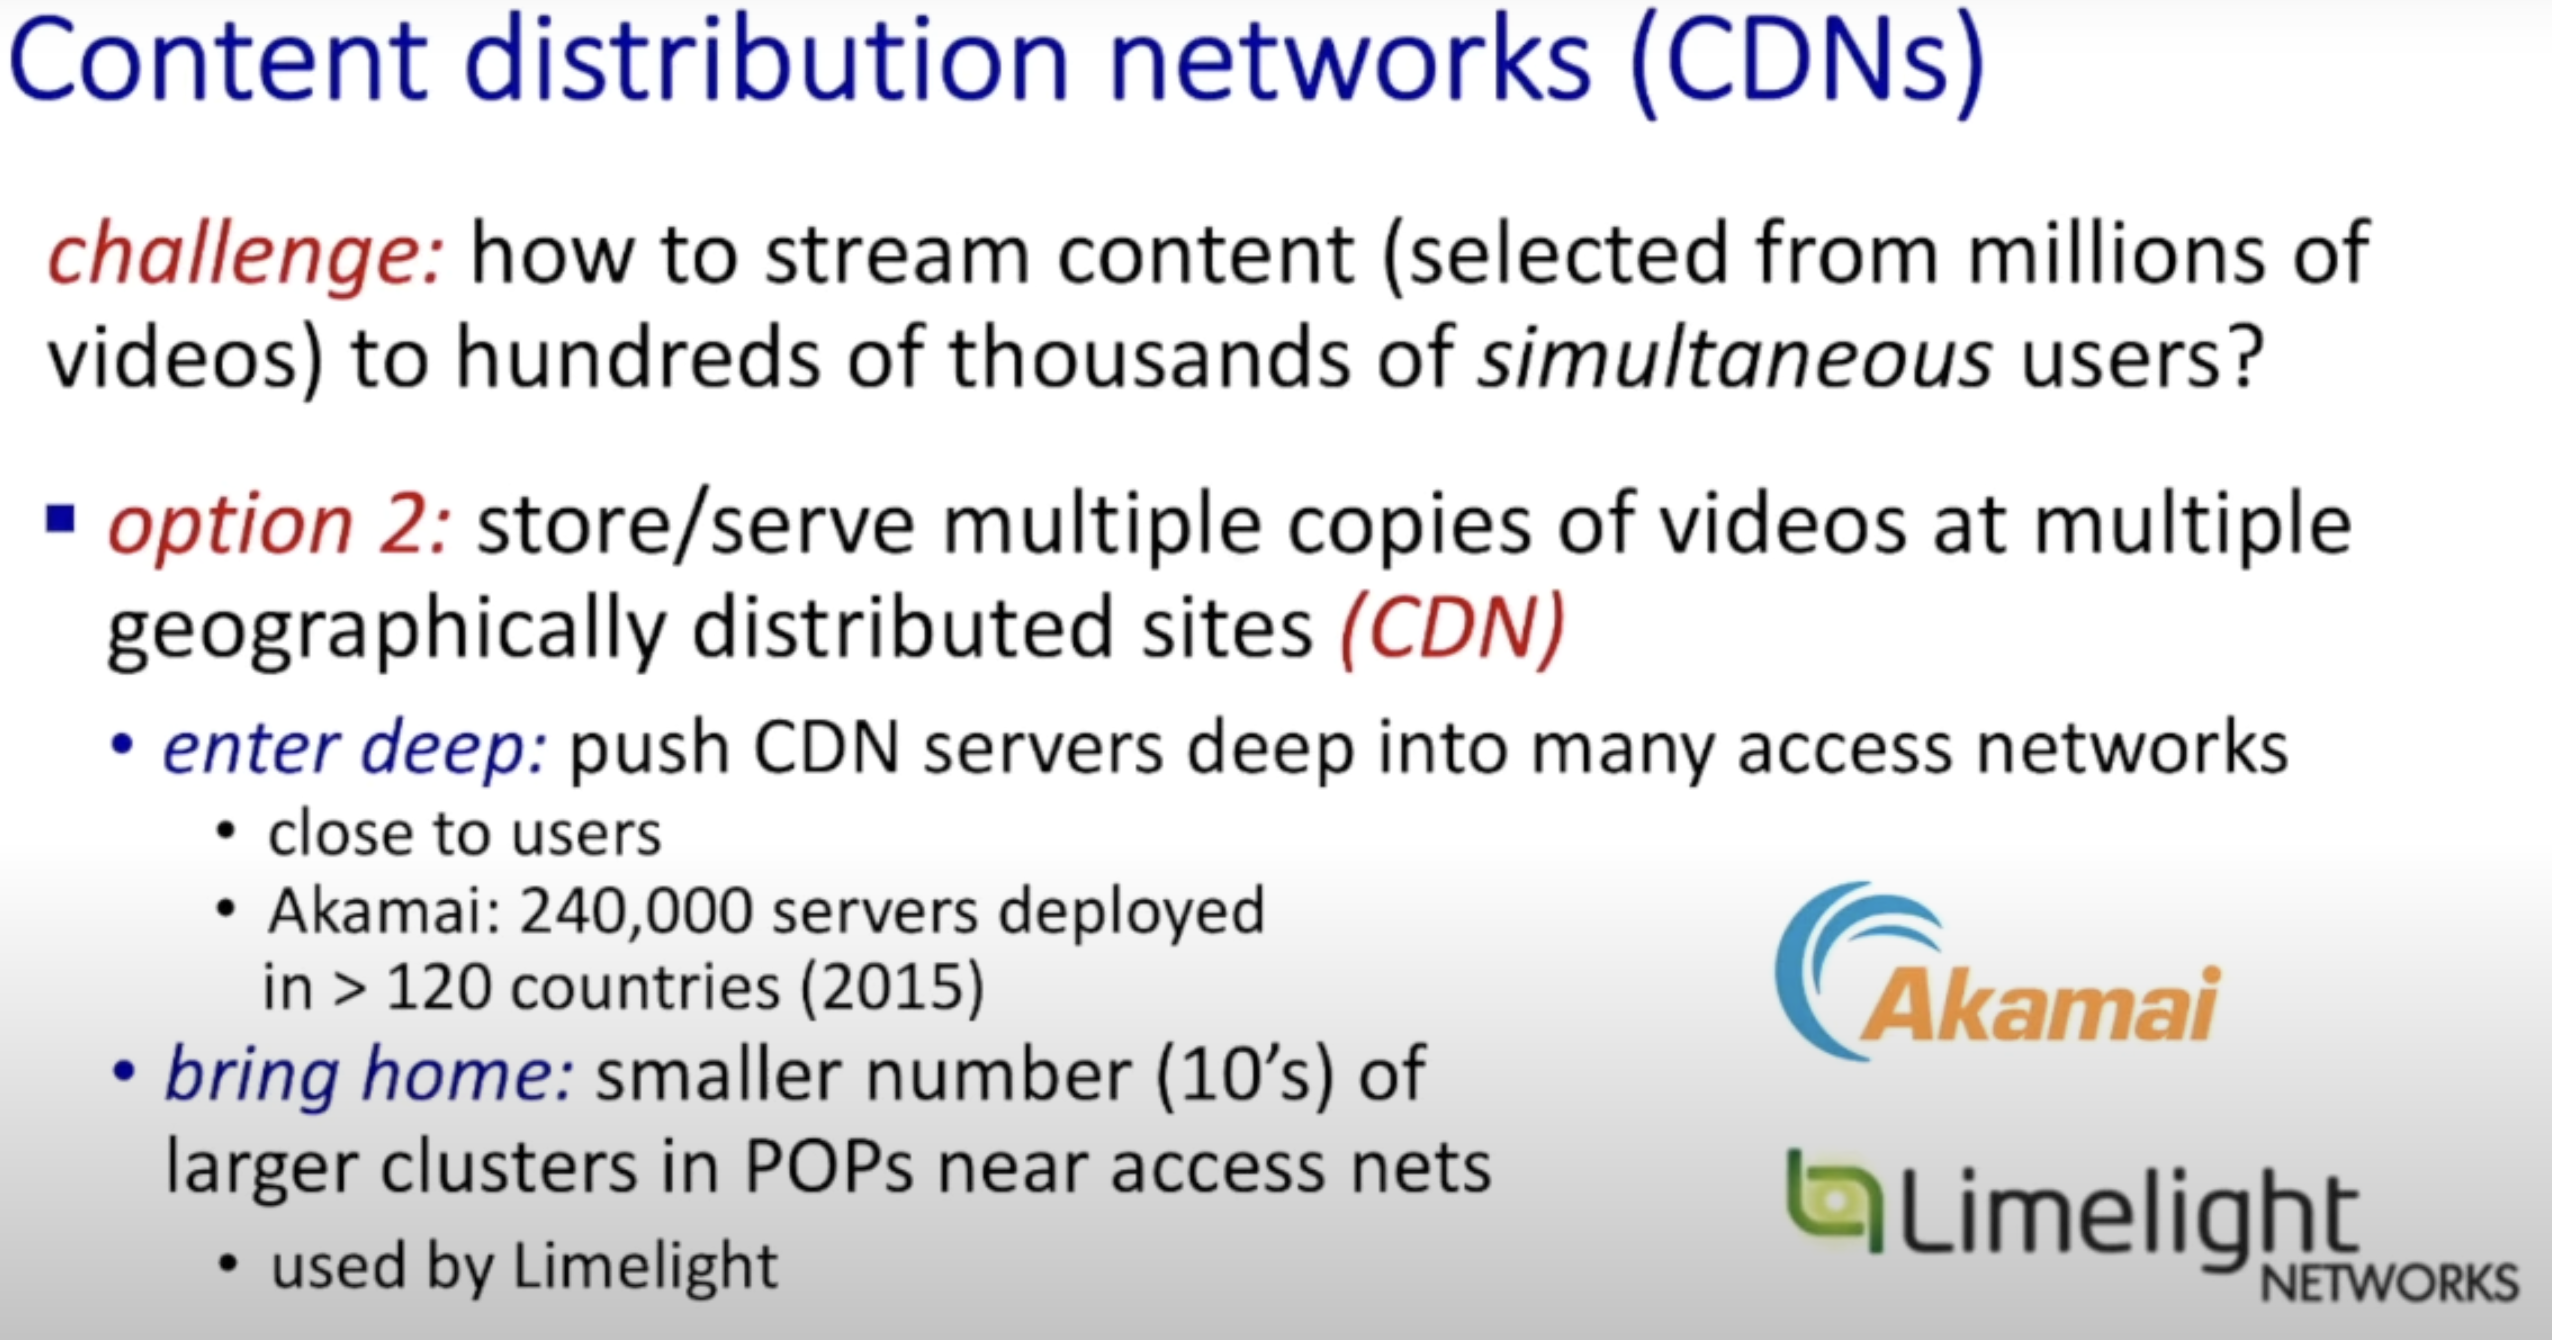 Content distribution networks (CDNs)
challenge: how to stream content (selected from millions of
videos) to hundreds of thousands of simultaneous users?
▪ option 2: store/serve multiple copies of videos at multiple
geographically distributed sites (CDN)
• enter deep: push CDN servers deep into many access networks
• close to users
• Akamai: 240,000 servers deployed
in > 120 countries (2015)
• bring home: smaller number (10’s) of
larger clusters in POPs near access nets
• used by Limelight
Akamai
Limelight
NETWORKS